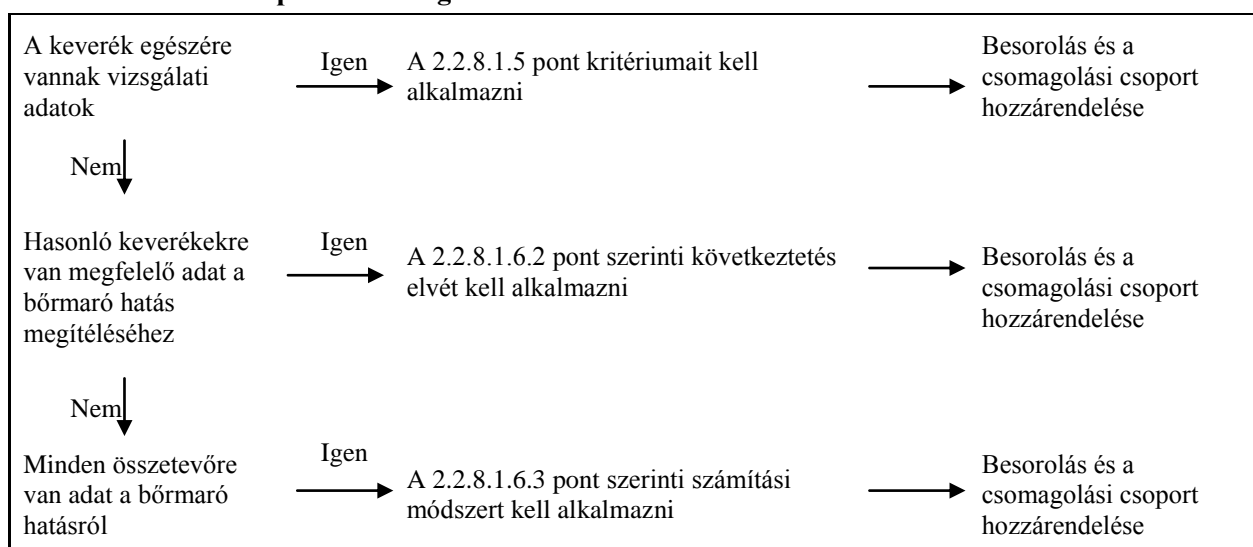 A keverék egészére
vannak vizsgálati
adatok
Igen
A 2.2.8.1.5 pont kritériumait kell
alkalmazni
Besorolás és a
csomagolási csoport
hozzárendelése
Nem
Hasonló keverékekre
van megfelelő adat a
bőrmaró hatás
megítéléséhez
Igen
A 2.2.8.1.6.2 pont szerinti következtetés
elvét kell alkalmazni
Besorolás és a
csomagolási csoport
hozzárendelése
Nem
Minden összetevőre
van adat a bőrmaró
hatásról
Igen
A 2.2.8.1.6.3 pont szerinti számítási
módszert kell alkalmazni
Besorolás és a
csomagolási csoport
hozzárendelése